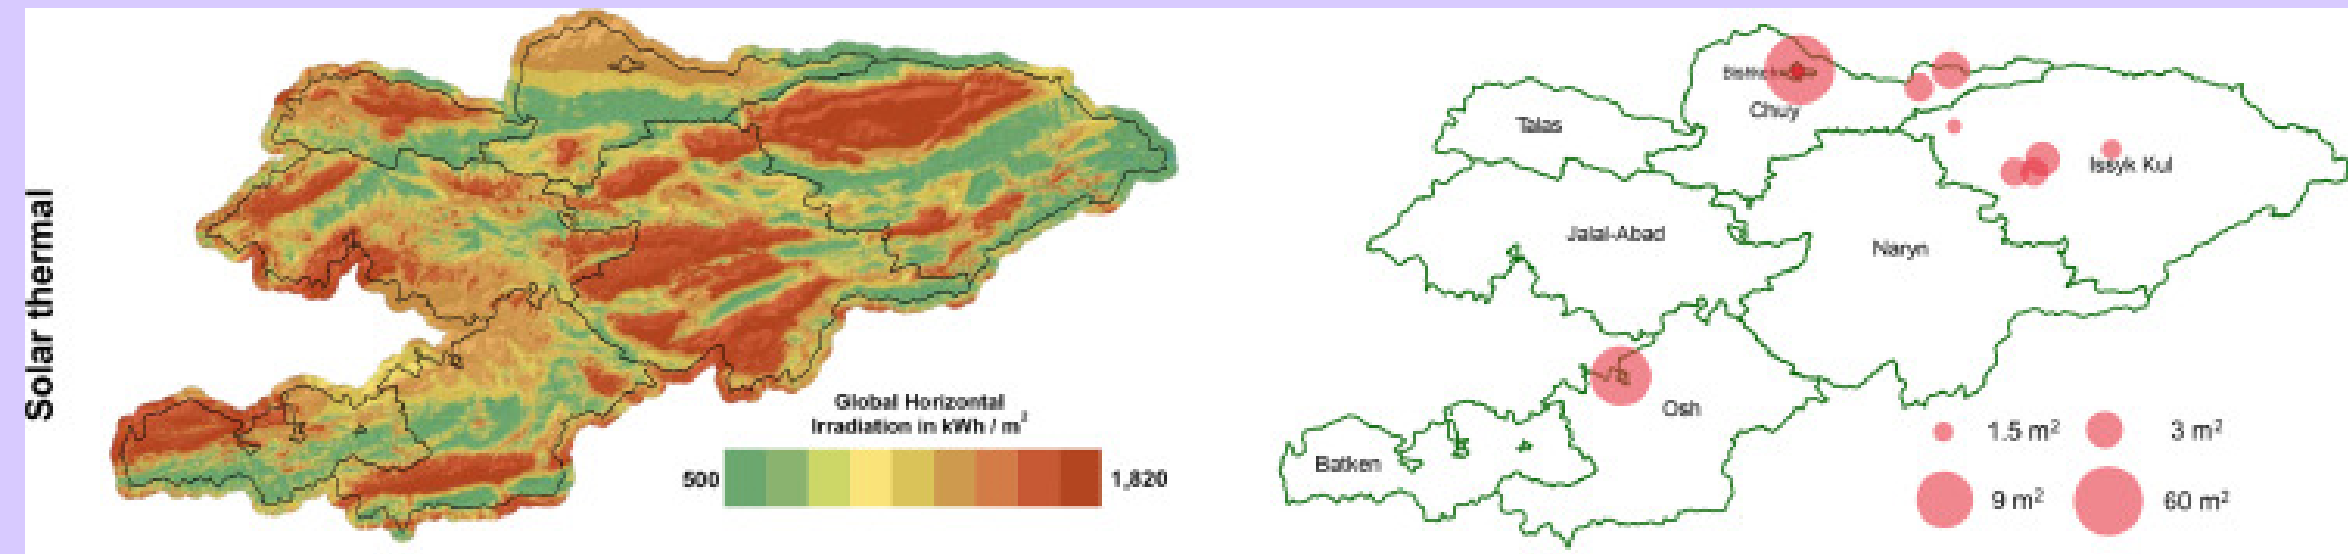 Solar thermal
Global Horizontal
Irradiation in kWh / m²
500
1,820
Chuy
Talas
Issyk Kul
Jalal-Abad
Naryn
Osh
Batken
1.5 m²
3 m²
9 m²
60 m²